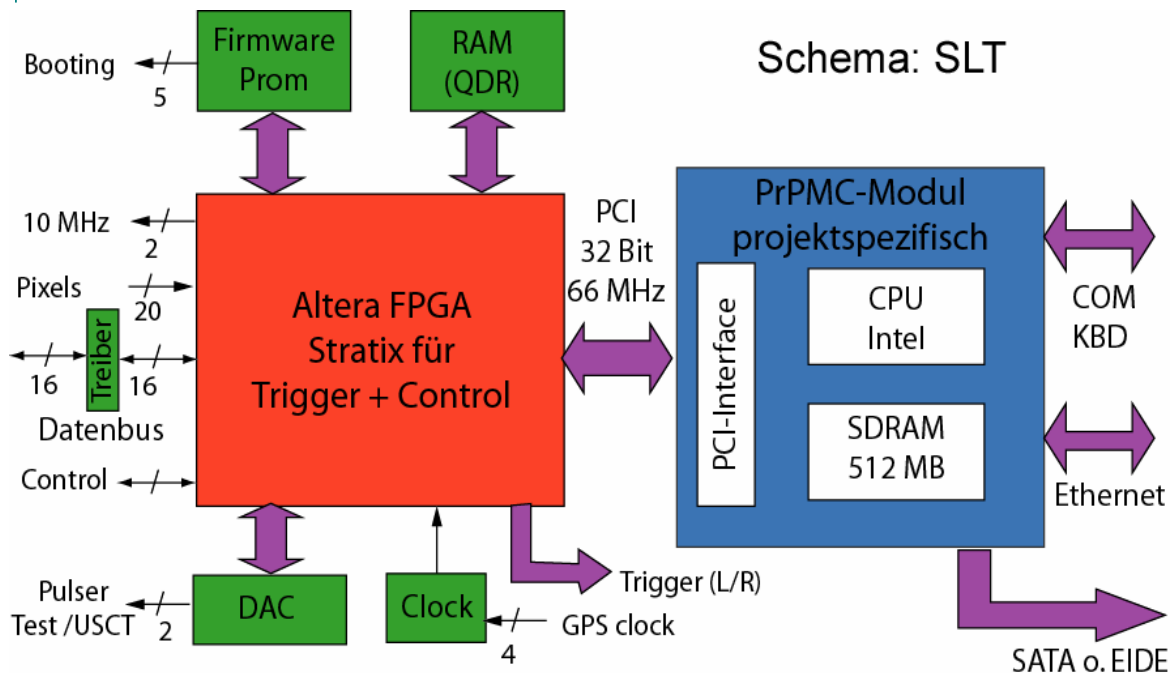 Schema: SLT
Firmware
Prom
RAM
(QDR)
Booting
5
10 MHz
2
Pixels
20
Treiber
16
16
Datenbus
Control
Altera FPGA
Stratix für
Trigger + Control
PCI
32 Bit
66 MHz
PrPMC-Modul
projektspezifisch
PCI-Interface
CPU
Intel
SDRAM
512 MB
COM
KBD
Ethernet
SATA o. EIDE
Pulser
Test /USCT
2
DAC
Clock
4
GPS clock
Trigger (L/R)